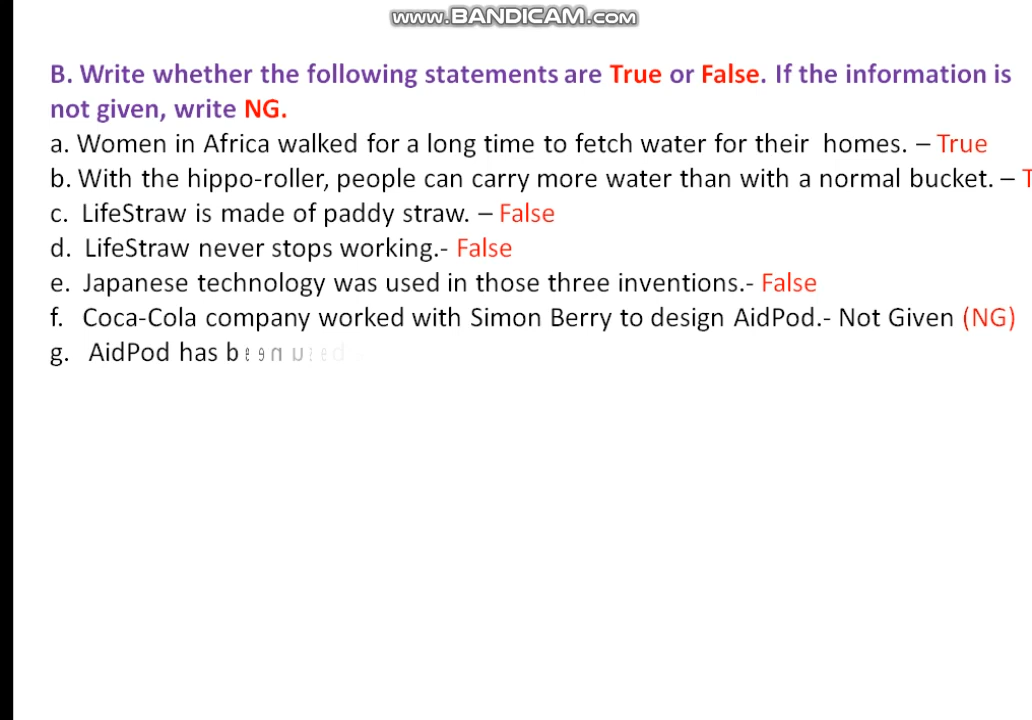 www.BANDICAM.com
B. Write whether the following statements are True or False. If the information is
not given, write NG.
a. Women in Africa walked for a long time to fetch water for their homes. – True
b. With the hippo-roller, people can carry more water than with a normal bucket. – T
c. LifeStraw is made of paddy straw. – False
d. LifeStraw never stops working.- False
e. Japanese technology was used in those three inventions.- False
f. Coca-Cola company worked with Simon Berry to design AidPod.- Not Given (NG)
g. AidPod has been used